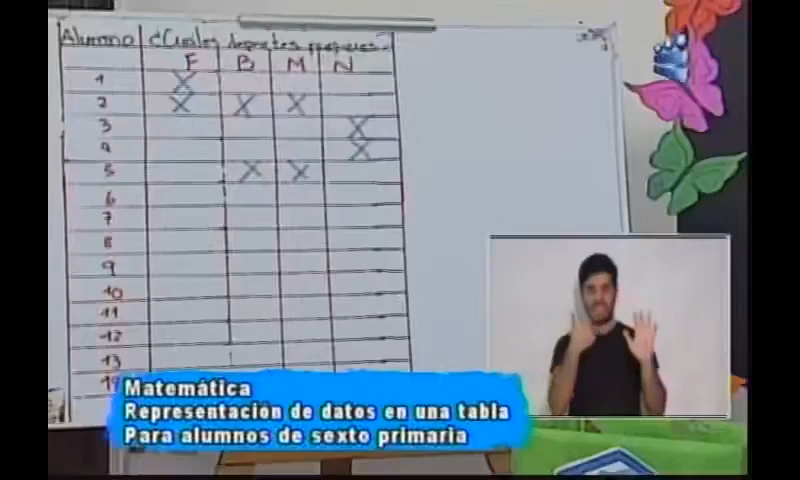 Alumno ¿Cuáles deportes
F B M N
1 X
2 X X X
3 X
4 X
5 X X
6
7
8
9
10
11
12
13
Matemática
Representación de datos en una tabla
Para alumnos de sexto primaria